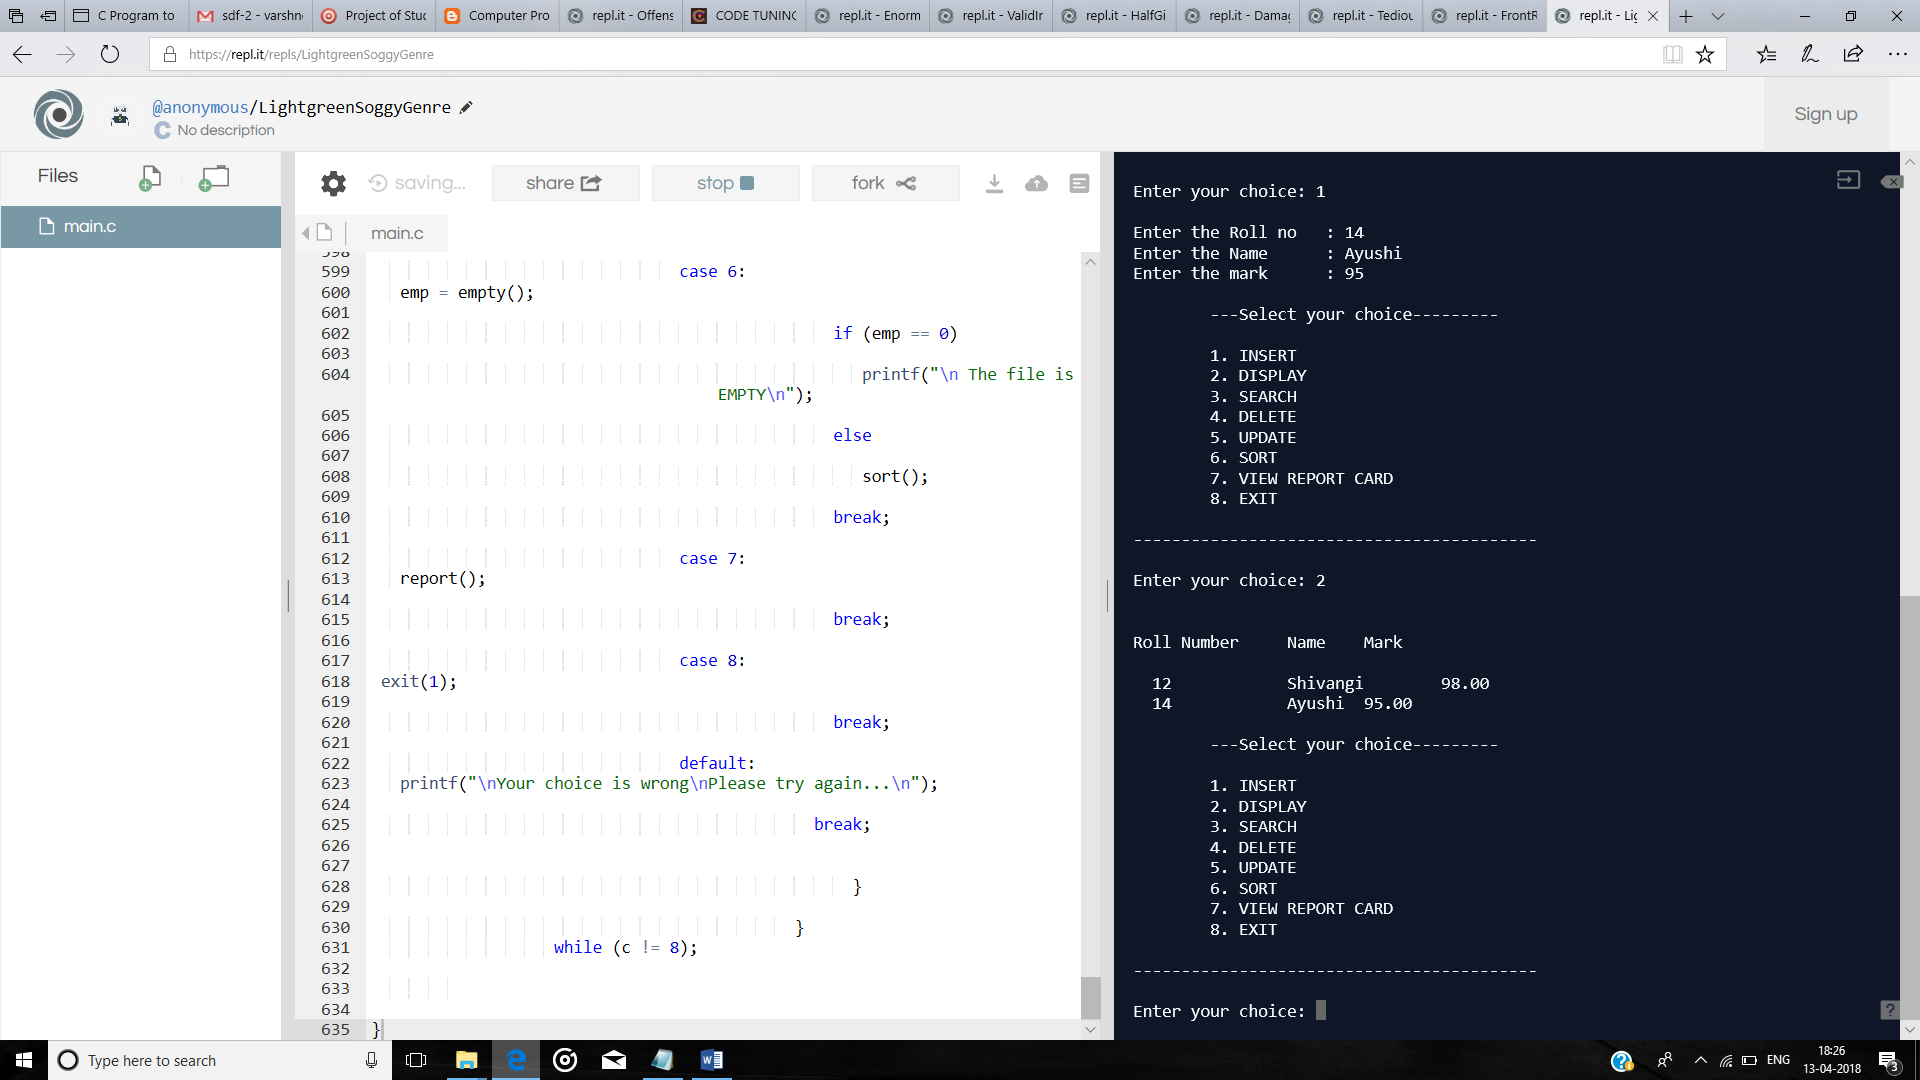 C Program to
sdf-2 - varshn
Project of Stuc
Computer Pro
repl.it - Offens
CODE TUNING
repl.it - Enorm
repl.it - ValidIr
repl.it - HalfGi
repl.it - Damag
repl.it - Tediou
repl.it - FrontR
repl.it - Lig
https://repl.it/repls/LightgreenSoggyGenre
@anonymous/LightgreenSoggyGenre
No description
Sign up
Files
saving...
share
stop
fork
main.c
main.c
598
599 case 6:
600 emp = empty();
601
602 if (emp == 0)
603
604 printf("\n The file is
EMPTY\n");
605
606 else
607
608 sort();
609
610 break;
611
612 case 7:
613 report();
614
615 break;
616
617 case 8:
618 exit(1);
619
620 break;
621
622 default:
623 printf("\nYour choice is wrong\nPlease try again...\n");
624
625 break;
626
627
628 }
629
630 }
631 while (c != 8);
632
633
634
635 }
Enter your choice: 1
Enter the Roll no : 14
Enter the Name : Ayushi
Enter the mark : 95
---Select your choice---------
1. INSERT
2. DISPLAY
3. SEARCH
4. DELETE
5. UPDATE
6. SORT
7. VIEW REPORT CARD
8. EXIT
------------------------------------------
Enter your choice: 2
Roll Number Name Mark
12 Shivangi 98.00
14 Ayushi 95.00
---Select your choice---------
1. INSERT
2. DISPLAY
3. SEARCH
4. DELETE
5. UPDATE
6. SORT
7. VIEW REPORT CARD
8. EXIT
------------------------------------------
Enter your choice:
?
Type here to search
ENG
18:26
13-04-2018
3